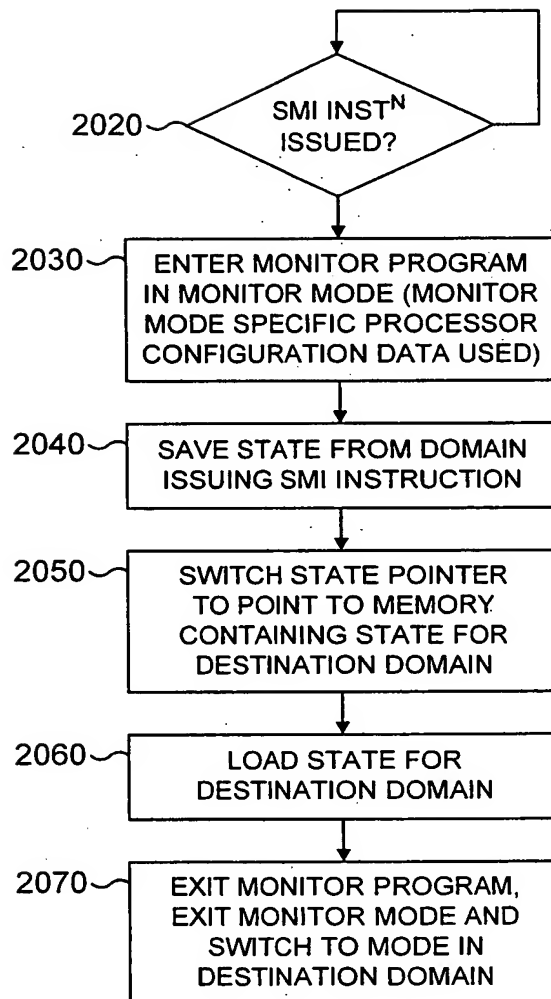 2020
SMI INSTᴺ
ISSUED?
2030
ENTER MONITOR PROGRAM
IN MONITOR MODE (MONITOR
MODE SPECIFIC PROCESSOR
CONFIGURATION DATA USED)
2040
SAVE STATE FROM DOMAIN
ISSUING SMI INSTRUCTION
2050
SWITCH STATE POINTER
TO POINT TO MEMORY
CONTAINING STATE FOR
DESTINATION DOMAIN
2060
LOAD STATE FOR
DESTINATION DOMAIN
2070
EXIT MONITOR PROGRAM,
EXIT MONITOR MODE AND
SWITCH TO MODE IN
DESTINATION DOMAIN